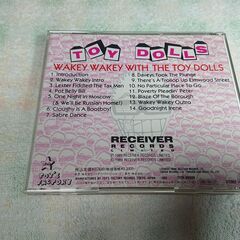 TOY DOLLS
WAKEY WAKEY WITH THE TOY DOLLS
1. Introduction
2. Wakey Wakey Intro
3. Lester Fiddled The Tax Man
4. Pot Belly Bill
5. One Night In Moscow
(& We'll Be Russian Home!)
6. Cloughy Is A Bootboy!
7. Sabre Dance
8. Daveys Took The Plunge
9. There's A Trollop Up Elmwood Street
10. No Particular Place To Go
11. Poverty Pleadin' Peter
12. Blaze Of The Borough
13. Wakey Wakey Outro
14. Goodnight Irene
RECEIVER
RECORDS
Limited
TOY'S FACTORY